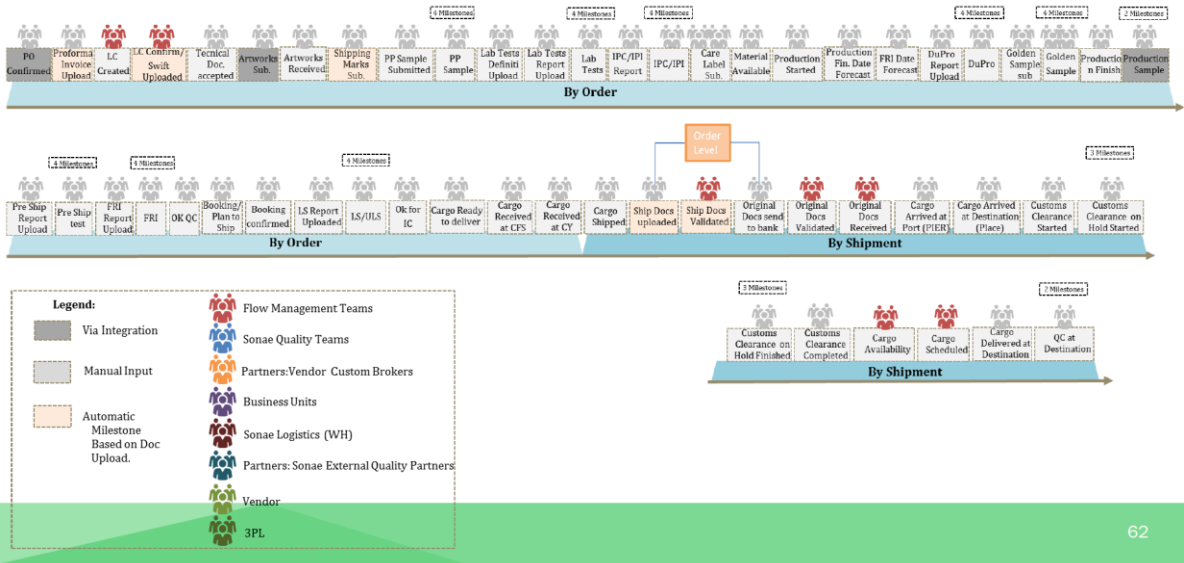 4 Milestones
4 Milestones
4 Milestones
4 Milestones
4 Milestones
2 Milestones
PO
Confirmed
Proforma
Invoice
Upload
LC
Created
LC Confirm/
Swift
Uploaded
Tecnical
Doc.
accepted
Artworks
Sub.
Artworks
Received
Shipping
Marks
Sub.
PP Sample
Submitted
PP
Sample
Lab Tests
Definiti
Upload
Lab Tests
Report
Upload
Lab
Tests
IPC/IPI
Report
IPC/IPI
Care
Label
Sub.
Material
Available
Production
Started
Production
Fin. Date
Forecast
FRI Date
Forecast
DuPro
Report
Upload
DuPro
Golden
Sample
sub
Golden
Sample
Productio
n Finish
Production
Sample
By Order
Order
Level
4 Milestones
4 Milestones
4 Milestones
3 Milestones
Pre Ship
Report
Upload
Pre Ship
test
FRI
Report
Upload
FRI
OK QC
Booking/
Plan to
Ship
Booking
confirmed
LS Report
Uploaded
LS/ULS
Ok for
IC
Cargo Ready
to deliver
Cargo
Received
at CFS
Cargo
Received
at CY
Cargo
Shipped
Ship Docs
uploaded
Ship Docs
Validated
Original
Docs send
to bank
Original
Docs
Validated
Original
Docs
Received
Cargo
Arrived at
Port (PIER)
Cargo Arrived
at Destination
(Place)
Customs
Clearance
Started
Customs
Clearance on
Hold Started
By Order
By Shipment
3 Milestones
2 Milestones
Customs
Clearance on
Hold Finished
Customs
Clearance
Completed
Cargo
Availability
Cargo
Scheduled
Cargo
Delivered at
Destination
QC at
Destination
By Shipment
Legend:
Via Integration
Manual Input
Automatic
Milestone
Based on Doc
Upload.
Flow Management Teams
Sonae Quality Teams
Partners:Vendor Custom Brokers
Business Units
Sonae Logistics (WH)
Partners: Sonae External Quality Partners
Vendor
3PL
62